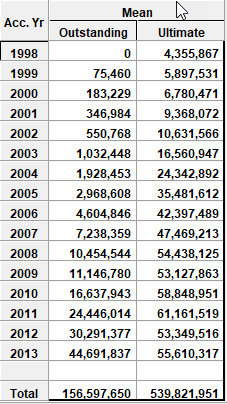 Acc. Yr Mean
Outstanding Ultimate
1998 0 4,355,867
1999 75,460 5,897,531
2000 183,229 6,780,471
2001 346,984 9,368,072
2002 550,768 10,631,566
2003 1,032,448 16,560,947
2004 1,928,453 24,342,892
2005 2,968,608 35,481,612
2006 4,604,846 42,397,489
2007 7,238,359 47,469,213
2008 10,454,544 54,438,125
2009 11,146,780 53,127,863
2010 16,637,943 58,848,951
2011 24,446,014 61,161,519
2012 30,291,377 53,349,516
2013 44,691,837 55,610,317
Total 156,597,650 539,821,951